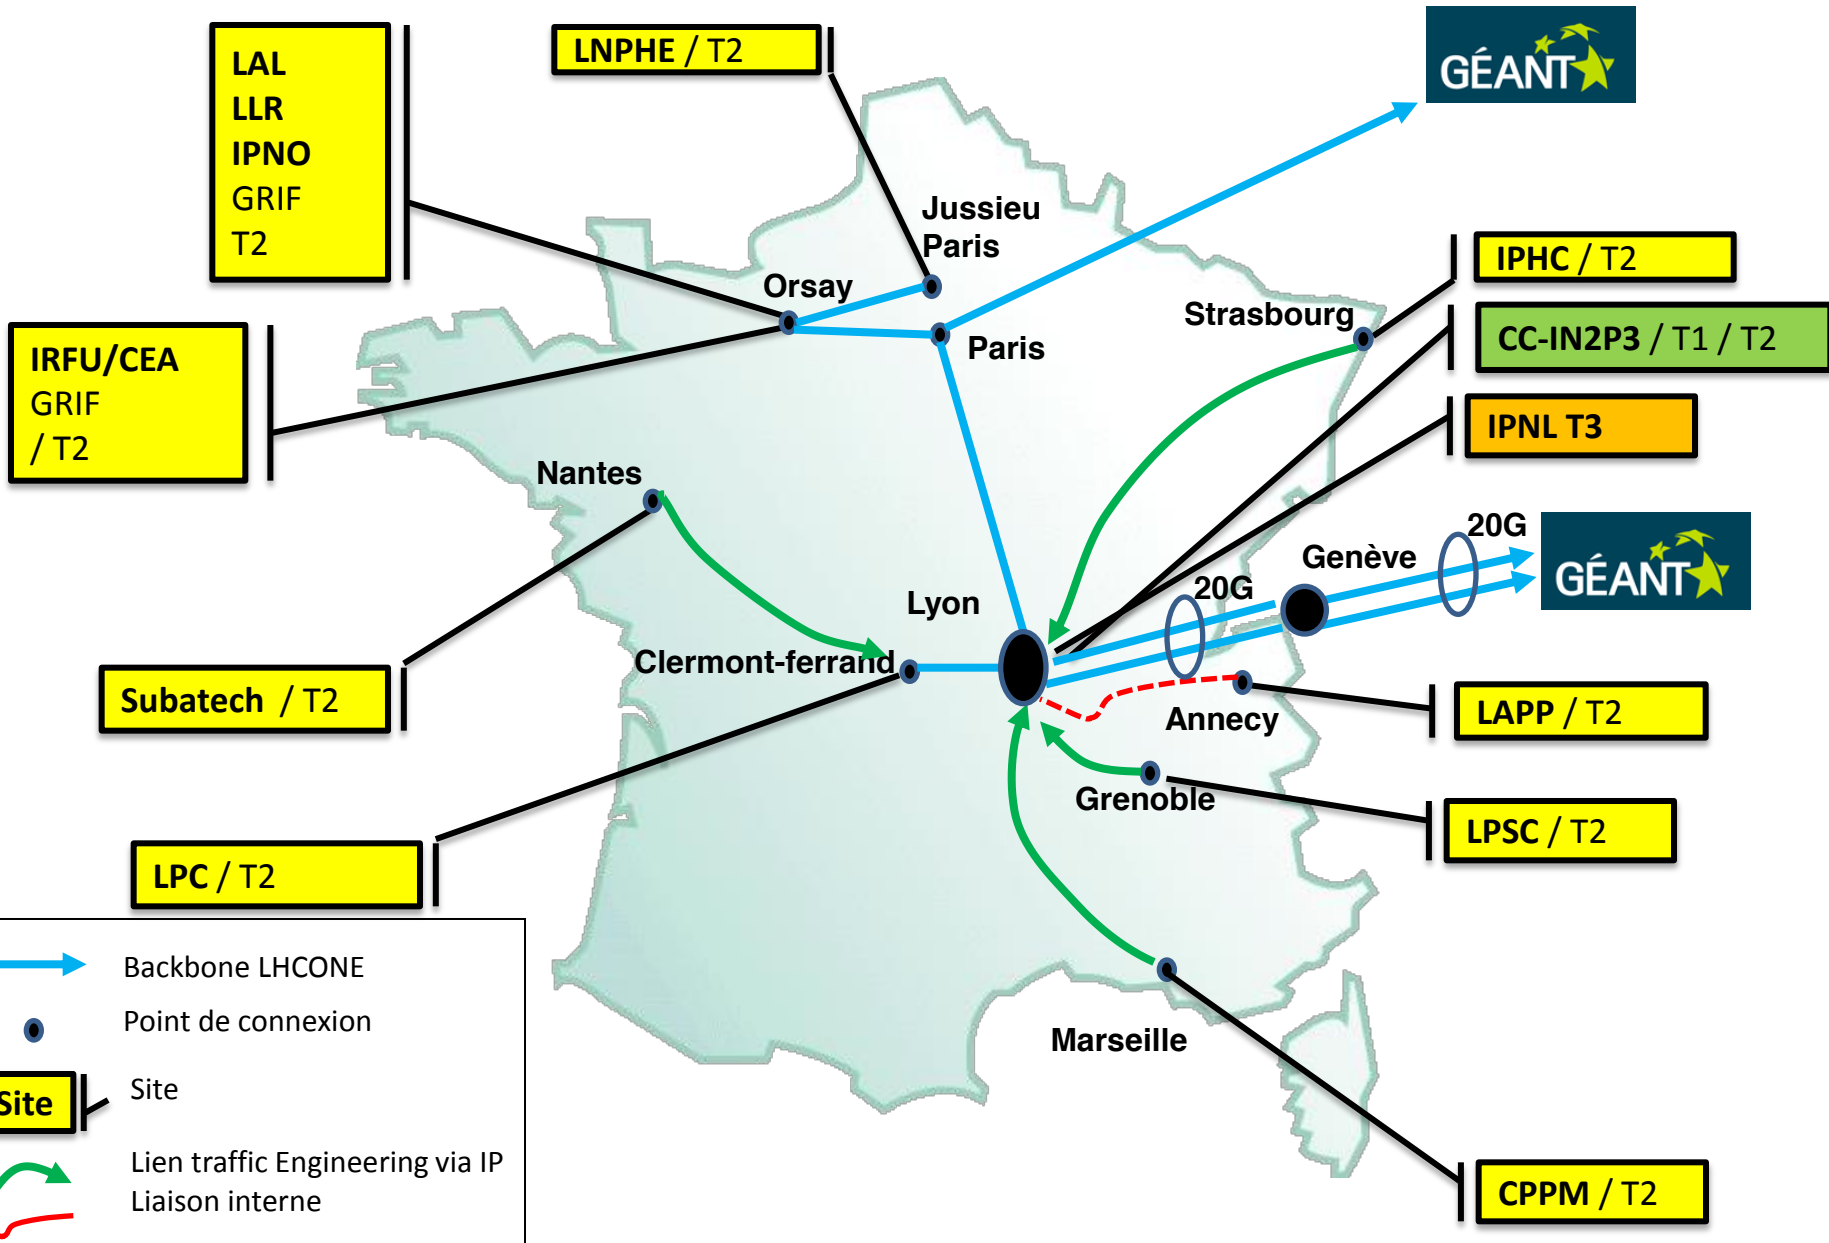 LAL
LLR
IPNO
GRIF
T2
LNPHE / T2
GÉANT
Jussieu
Paris
Orsay
Paris
Strasbourg
IPHC / T2
CC-IN2P3 / T1 / T2
IPNL T3
IRFU/CEA
GRIF
/ T2
Nantes
20G
Genève
GÉANT
20G
Lyon
Clermont-ferrand
Subatech / T2
Annecy
LAPP / T2
Grenoble
LPSC / T2
LPC / T2
Marseille
CPPM / T2
Backbone LHCONE
Point de connexion
Site
Site
Lien traffic Engineering via IP
Liaison interne